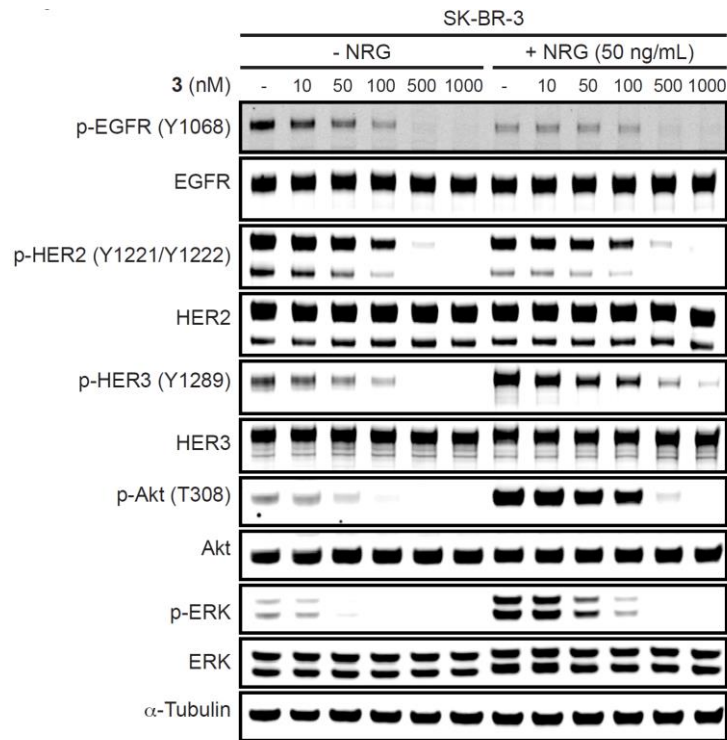 SK-BR-3
- NRG + NRG (50 ng/mL)
3 (nM) - 10 50 100 500 1000 - 10 50 100 500 1000
p-EGFR (Y1068)
EGFR
p-HER2 (Y1221/Y1222)
HER2
p-HER3 (Y1289)
HER3
p-Akt (T308)
Akt
p-ERK
ERK
α-Tubulin